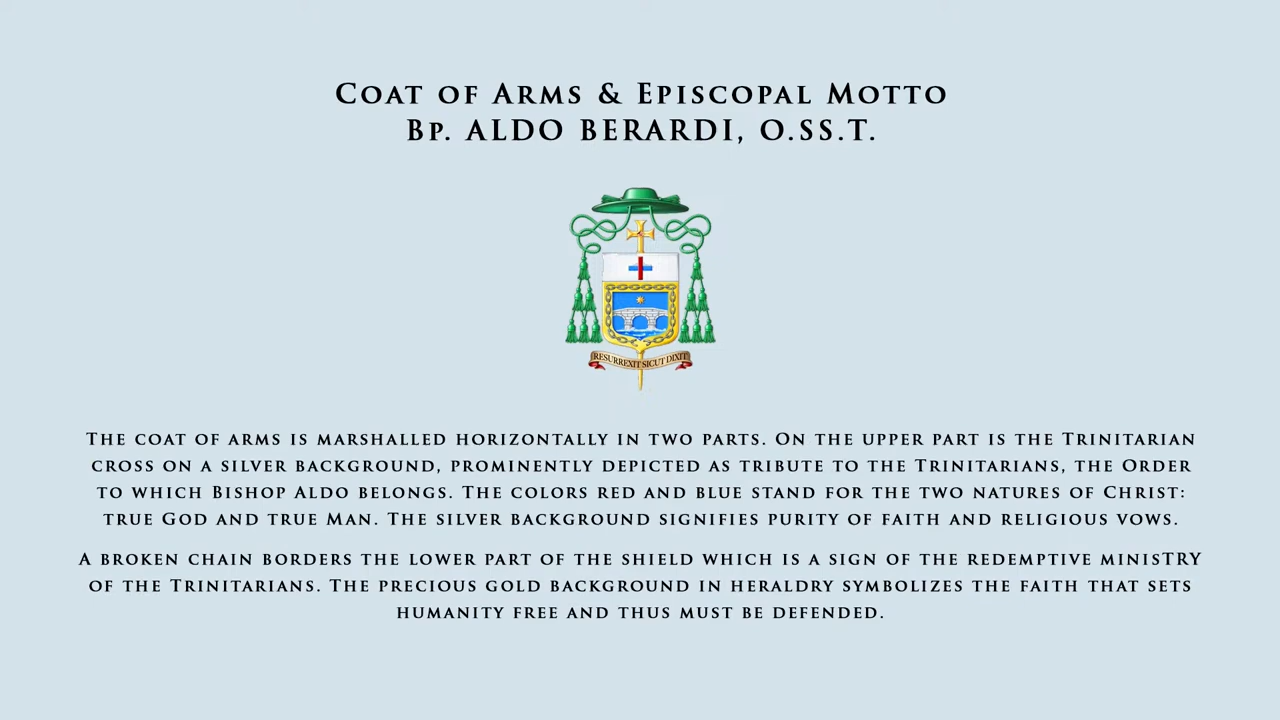 Coat of Arms & Episcopal Motto
Bp. ALDO BERARDI, O.SS.T.
RESURREXIT SICUT DIXIT
The coat of arms is marshalled horizontally in two parts. On the upper part is the Trinitarian
cross on a silver background, prominently depicted as tribute to the Trinitarians, the Order
to which Bishop Aldo belongs. The colors red and blue stand for the two natures of Christ:
true God and true Man. The silver background signifies purity of faith and religious vows.
A broken chain borders the lower part of the shield which is a sign of the redemptive minisTRY
of the Trinitarians. The precious gold background in heraldry symbolizes the faith that sets
humanity free and thus must be defended.